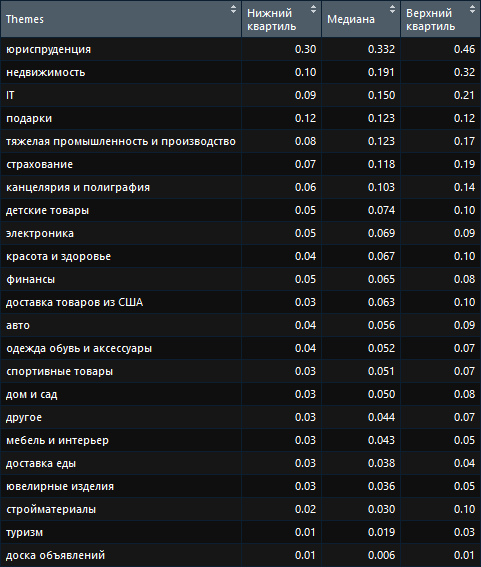 Themes Нижний квартиль Медиана Верхний квартиль
юриспруденция 0.30 0.332 0.46
недвижимость 0.10 0.191 0.32
IT 0.09 0.150 0.21
подарки 0.12 0.123 0.12
тяжелая промышленность и производство 0.08 0.123 0.17
страхование 0.07 0.118 0.19
канцелярия и полиграфия 0.06 0.103 0.14
детские товары 0.05 0.074 0.10
электроника 0.05 0.069 0.09
красота и здоровье 0.04 0.067 0.10
финансы 0.05 0.065 0.08
доставка товаров из США 0.03 0.063 0.10
авто 0.04 0.056 0.09
одежда обувь и аксессуары 0.04 0.052 0.07
спортивные товары 0.03 0.051 0.07
дом и сад 0.03 0.050 0.08
другое 0.03 0.044 0.07
мебель и интерьер 0.03 0.043 0.05
доставка еды 0.03 0.038 0.04
ювелирные изделия 0.03 0.036 0.05
стройматериалы 0.02 0.030 0.10
туризм 0.01 0.019 0.03
доска объявлений 0.01 0.006 0.01